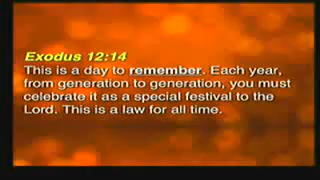 Exodus 12:14
This is a day to remember. Each year,
from generation to generation, you must
celebrate it as a special festival to the
Lord. This is a law for all time.